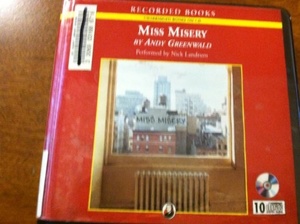 RECORDED BOOKS
MISS MISERY
BY ANDY GREENWALD
Performed by Nick Landrum
MISS MISERY
10